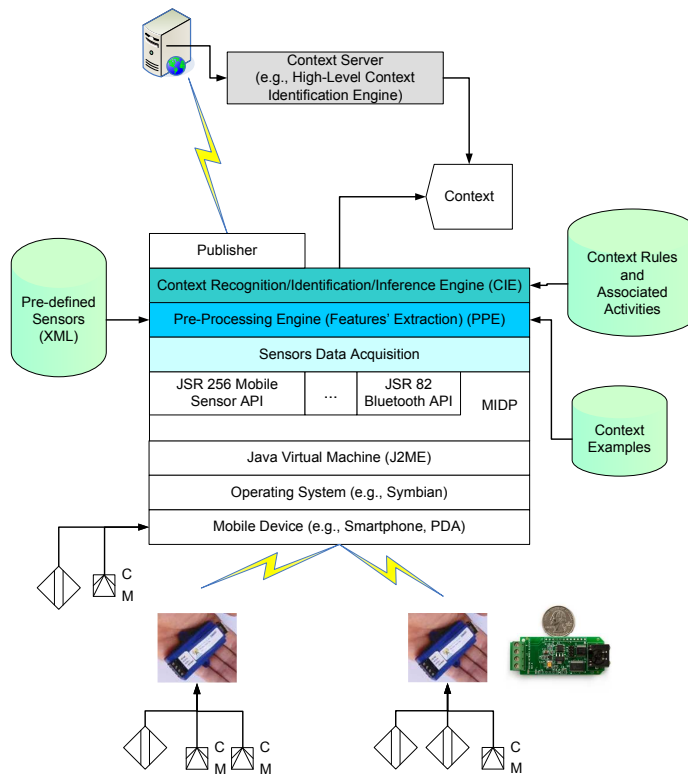 Context Server
(e.g., High-Level Context
Identification Engine)
Context
Publisher
Context Rules
and
Associated
Activities
Pre-defined
Sensors
(XML)
Context Recognition/Identification/Inference Engine (CIE)
Pre-Processing Engine (Features' Extraction) (PPE)
Sensors Data Acquisition
JSR 256 Mobile
Sensor API
...
JSR 82
Bluetooth API
MIDP
Context
Examples
Java Virtual Machine (J2ME)
Operating System (e.g., Symbian)
Mobile Device (e.g., Smartphone, PDA)
C
M
C
M
C
M
C
M